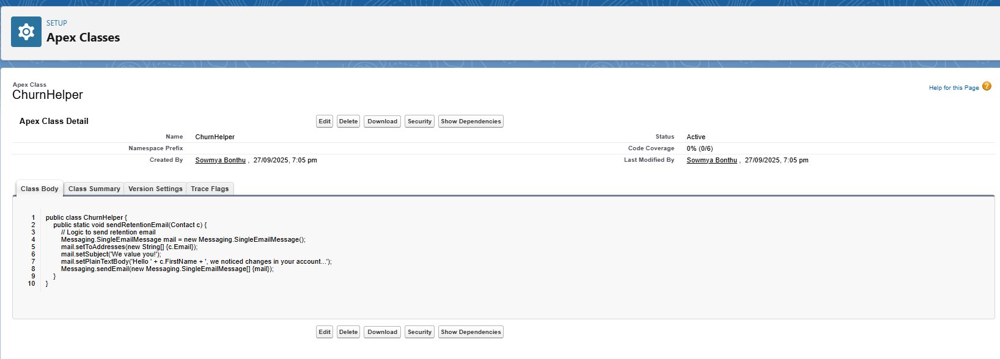 SETUP
Apex Classes
Apex Class
ChurnHelper
Help for this Page ?
Apex Class Detail
Edit Delete Download Security Show Dependencies
Name ChurnHelper Status Active
Namespace Prefix Code Coverage 0% (0/6)
Created By Sowmya Bonthu , 27/09/2025, 7:05 pm Last Modified By Sowmya Bonthu , 27/09/2025, 7:05 pm
Class Body Class Summary Version Settings Trace Flags
1 public class ChurnHelper {
2 public static void sendRetentionEmail(Contact c) {
3 // Logic to send retention email
4 Messaging.SingleEmailMessage mail = new Messaging.SingleEmailMessage();
5 mail.setToAddresses(new String[] {c.Email});
6 mail.setSubject('We value you!');
7 mail.setPlainTextBody('Hello ' + c.FirstName + ', we noticed changes in your account...');
8 Messaging.sendEmail(new Messaging.SingleEmailMessage[] {mail});
9 }
10 }
Edit Delete Download Security Show Dependencies